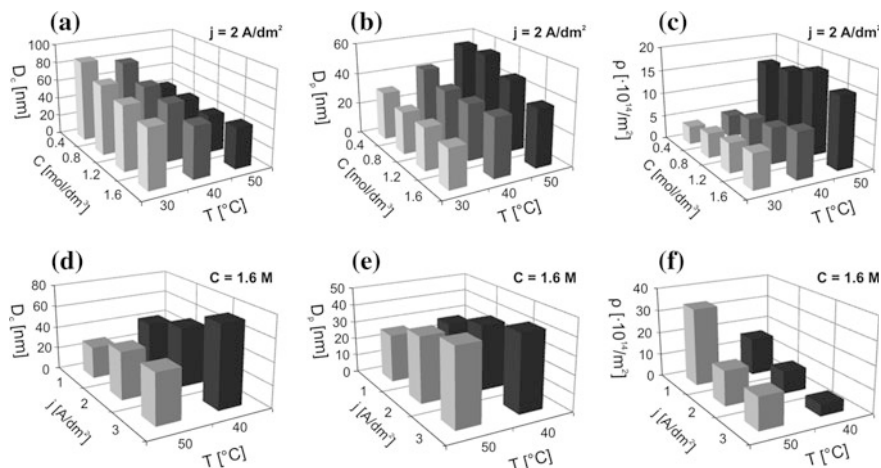 (a)
j = 2 A/dm²
D_c [nm]
100
80
60
40
20
0
0.4
0.8
1.2
1.6
C [mol/dm³]
30
40
50
T [°C]
(b)
j = 2 A/dm²
D_p [nm]
60
40
20
0
0.4
0.8
1.2
1.6
C [mol/dm³]
30
40
50
T [°C]
(c)
j = 2 A/dm²
ρ [·10¹⁴/m²]
20
15
10
5
0
0.4
0.8
1.2
1.6
C [mol/dm³]
30
40
50
T [°C]
(d)
C = 1.6 M
D_c [nm]
80
60
40
20
0
1
2
3
j [A/dm²]
50
40
T [°C]
(e)
C = 1.6 M
D_p [nm]
50
40
30
20
10
0
1
2
3
j [A/dm²]
50
40
T [°C]
(f)
C = 1.6 M
ρ [·10¹⁴/m²]
40
30
20
10
0
1
2
3
j [A/dm²]
50
40
T [°C]